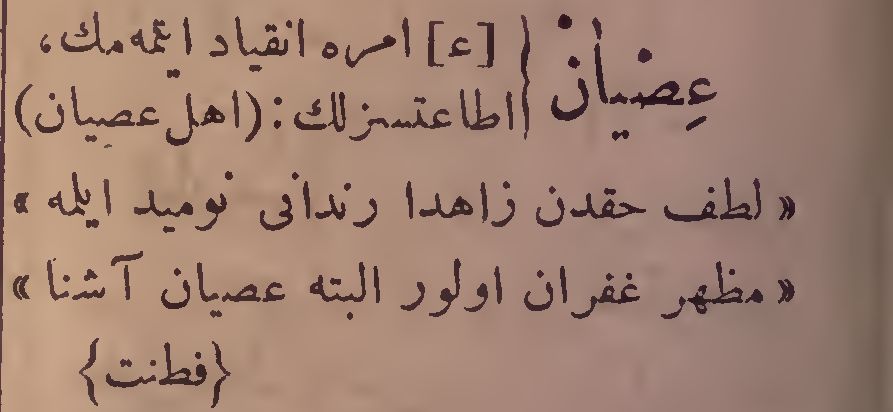 عِصْيَانْ [ع] امره انقیاد ایتمه‌مك،
اطاعتسزلك : (اهل عصیان)
« لطف حقدن زاهدا رندانی نومید ایلمه »
« مظهر غفران اولور البته عصیان آشنا »
{فطنت}